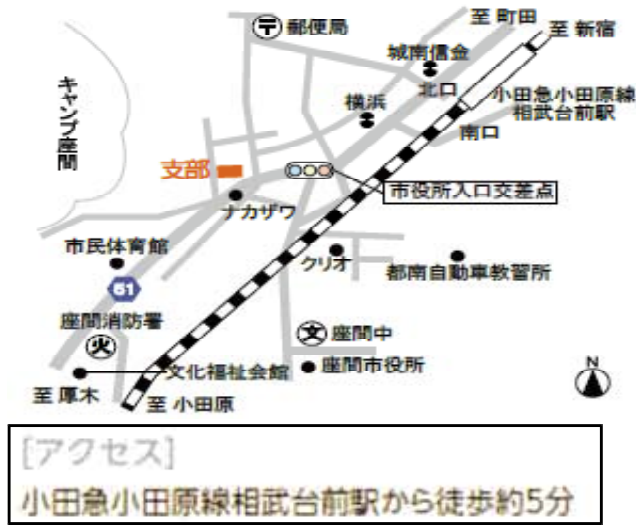 至 町田
〒 郵便局
至 新宿
城南信金
北口
キャンプ座間
横浜
小田急小田原線
相武台前駅
南口
支部
市役所入口交差点
ナカザワ
市民体育館
クリオ
都南自動車教習所
51
座間消防署
火
文 座間中
文化福祉会館
座間市役所
N
至 厚木
至 小田原
[アクセス]
小田急小田原線相武台前駅から徒歩約5分